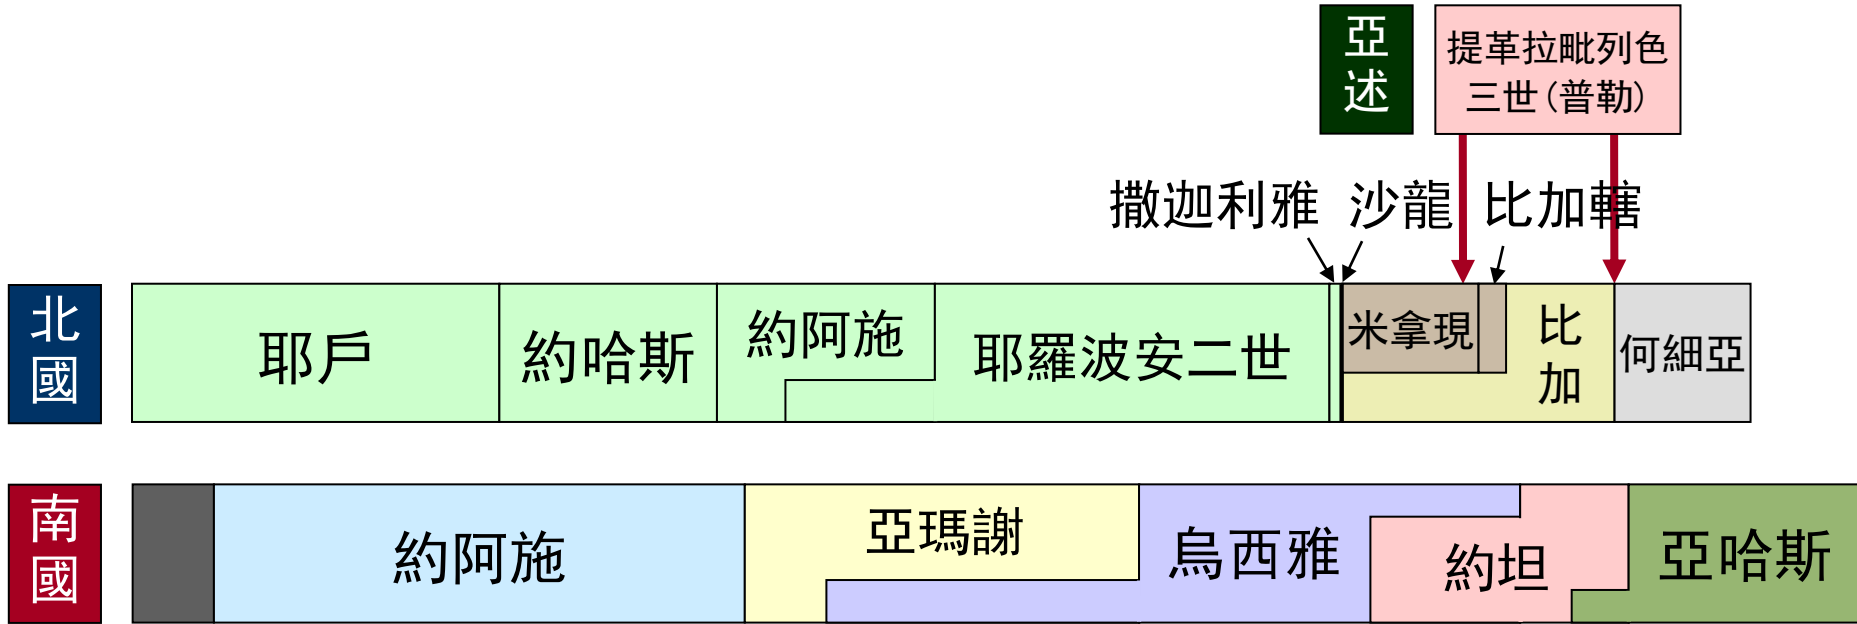 亞述
提革拉毗列色
三世(普勒)
撒迦利雅 沙龍 比加轄
北國
耶戶
約哈斯
約阿施
耶羅波安二世
米拿現
比加
何細亞
南國
約阿施
亞瑪謝
烏西雅
約坦
亞哈斯